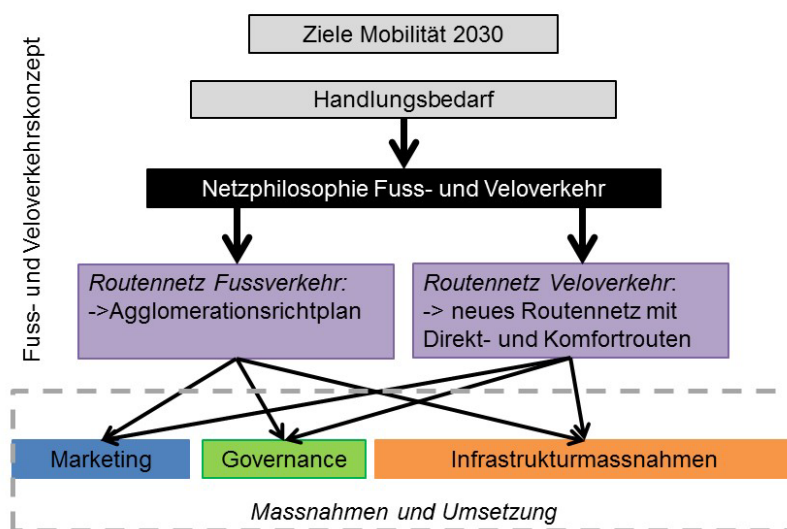 Fuss- und Veloverkehrskonzept
Ziele Mobilität 2030
Handlungsbedarf
Netzphilosophie Fuss- und Veloverkehr
Routennetz Fussverkehr:
->Agglomerationsrichtplan
Routennetz Veloverkehr:
-> neues Routennetz mit
Direkt- und Komfortrouten
Marketing
Governance
Infrastrukturmassnahmen
Massnahmen und Umsetzung